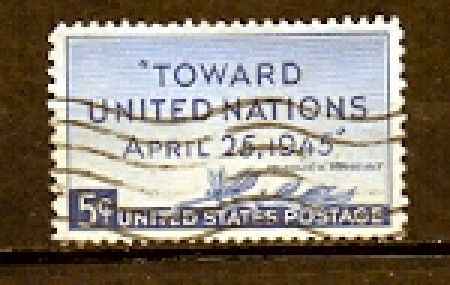 "TOWARD
UNITED NATIONS
APRIL 25, 1945"
5¢ UNITED STATES POSTAGE